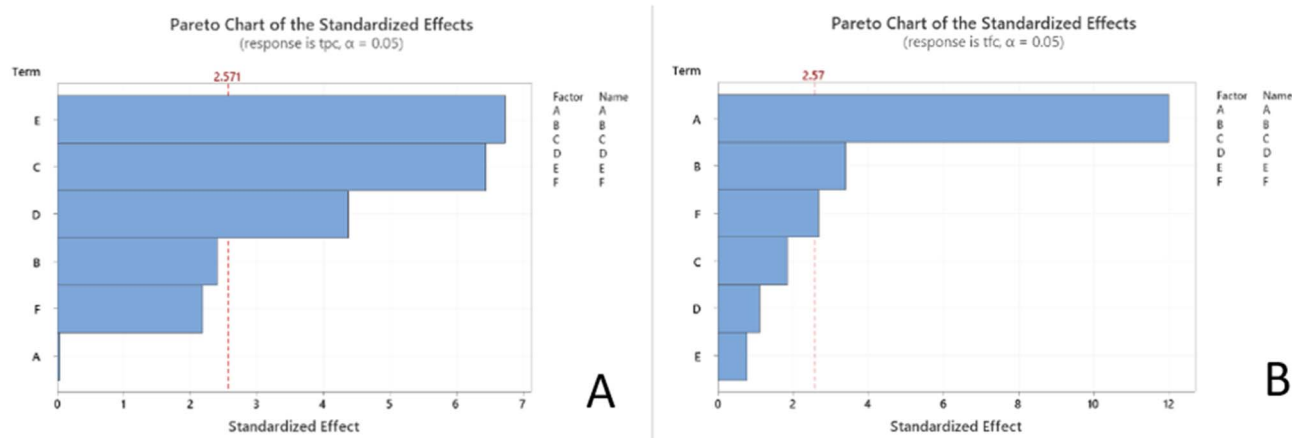 Pareto Chart of the Standardized Effects
(response is tpc, α = 0.05)
Term
2.571
E
C
D
B
F
A
0 1 2 3 4 5 6 7
Standardized Effect
Factor Name
A A
B B
C C
D D
E E
F F
A
Pareto Chart of the Standardized Effects
(response is tfc, α = 0.05)
Term
2.57
A
B
F
C
D
E
0 2 4 6 8 10 12
Standardized Effect
Factor Name
A A
B B
C C
D D
E E
F F
B